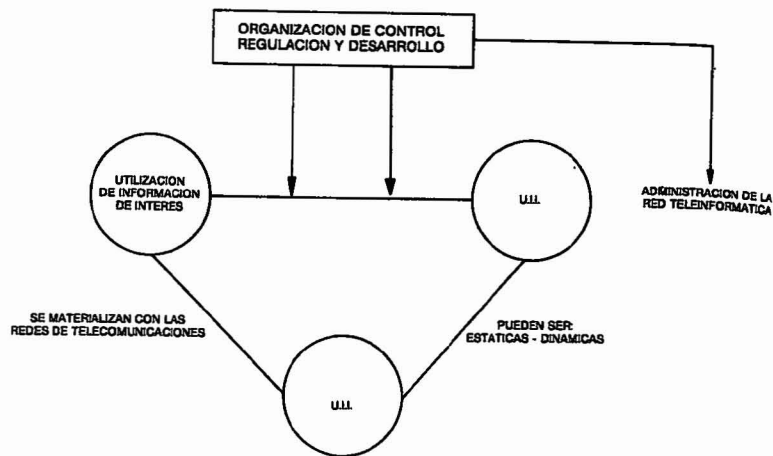 ORGANIZACION DE CONTROL
REGULACION Y DESARROLLO
UTILIZACION
DE INFORMACION
DE INTERES
U.I.I.
ADMINISTRACION DE LA
RED TELEINFORMATICA
SE MATERIALIZAN CON LAS
REDES DE TELECOMUNICACIONES
PUEDEN SER:
ESTATICAS - DINAMICAS
U.I.I.